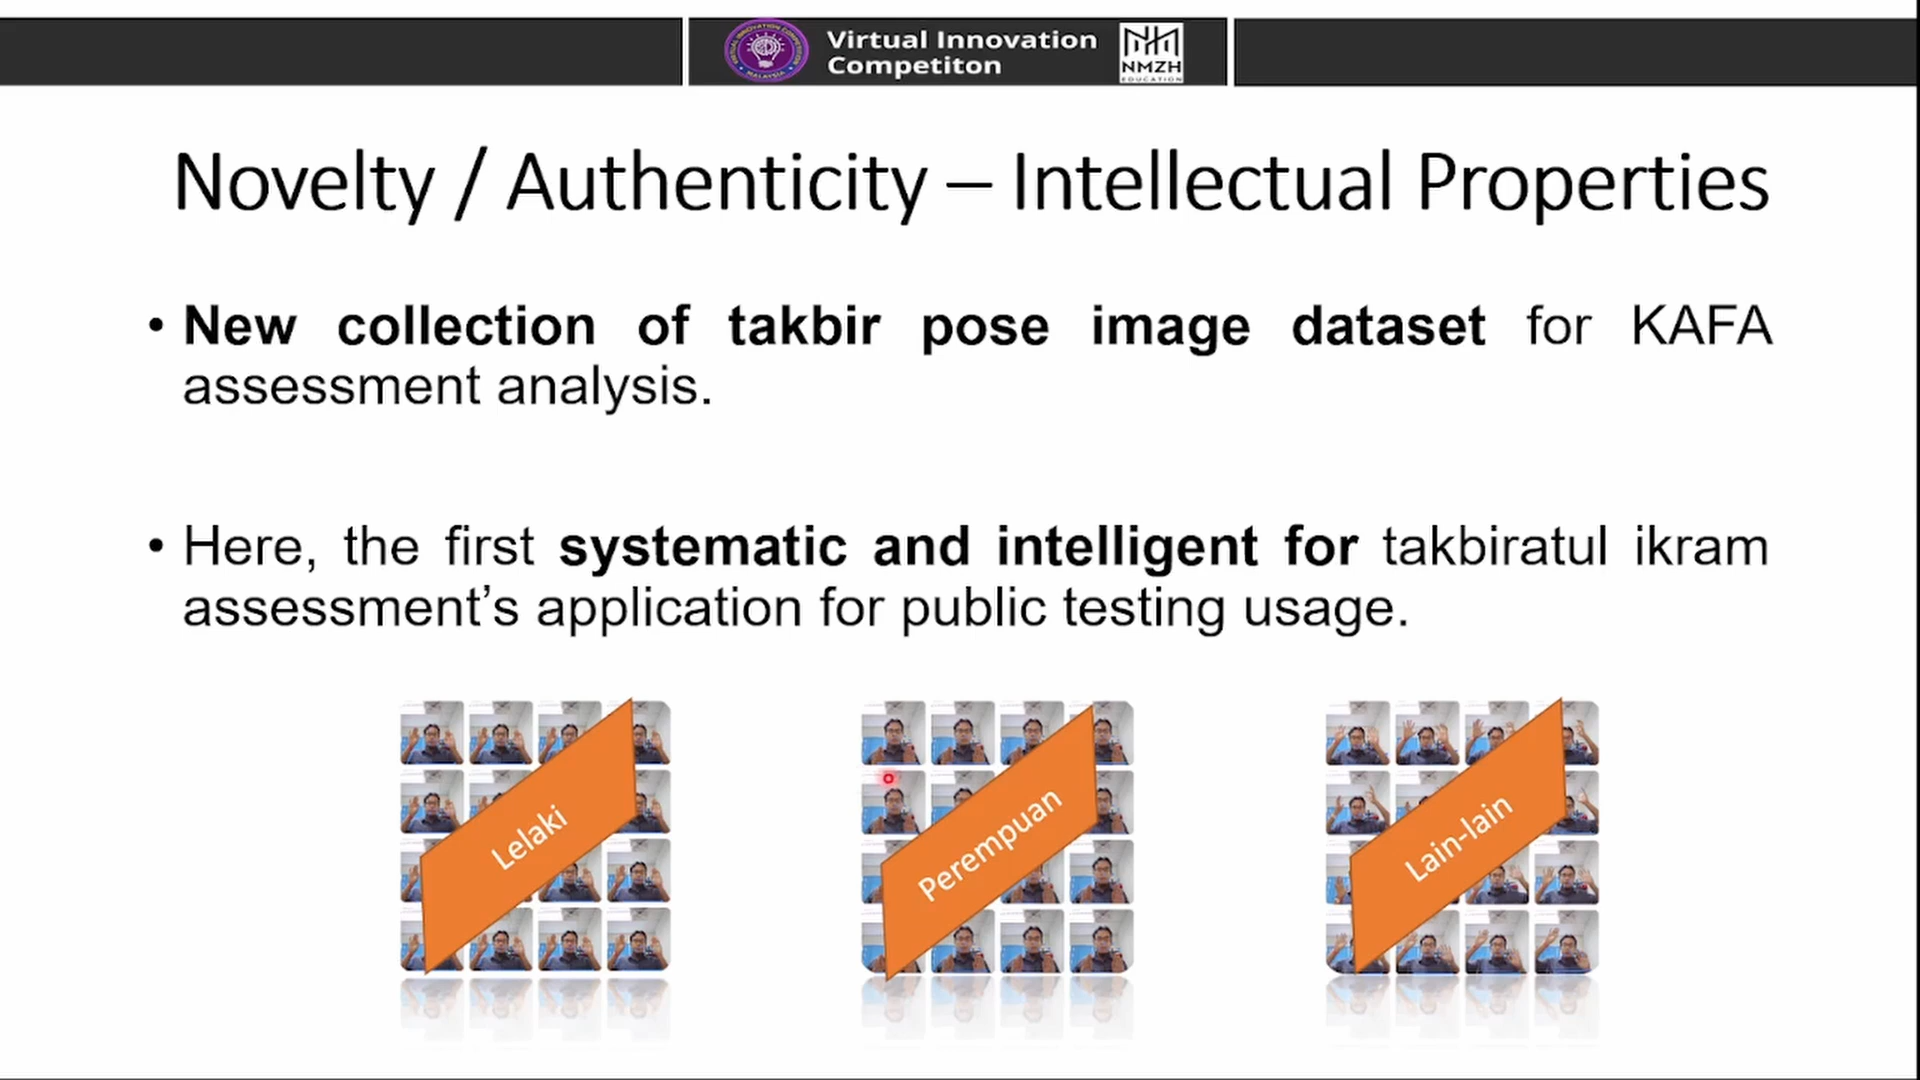 Virtual Innovation
Competiton
NMZH
EDUCATION
Novelty / Authenticity – Intellectual Properties
• New collection of takbir pose image dataset for KAFA
assessment analysis.
• Here, the first systematic and intelligent for takbiratul ikram
assessment’s application for public testing usage.
Lelaki
Perempuan
Lain-lain